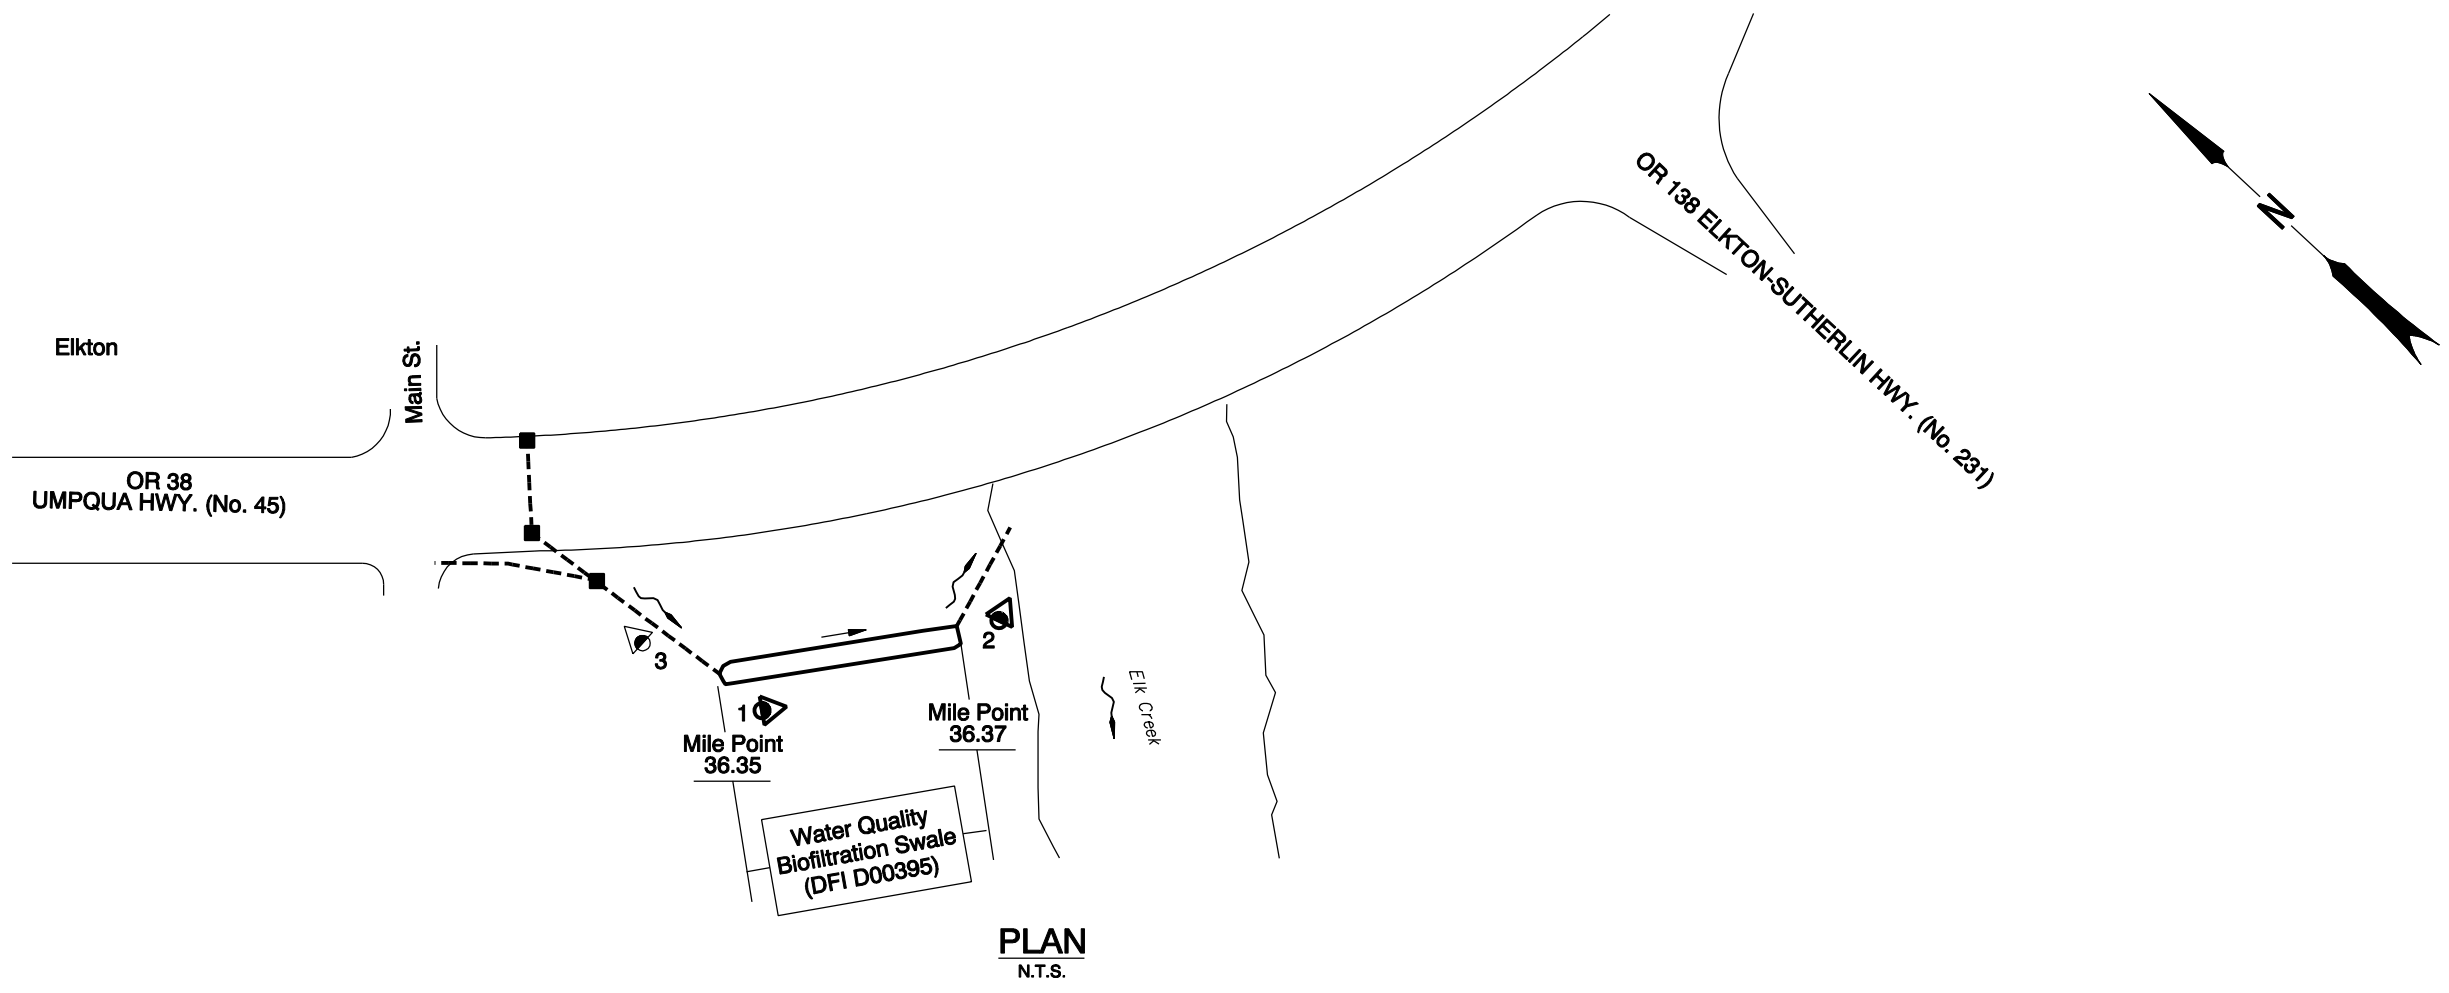 OR 138 ELKTON-SUTHERLIN HWY. (No. 231)
N
Elkton
Main St.
OR 38
UMPQUA HWY. (No. 45)
3
2
1
Mile Point
36.35
Mile Point
36.37
Elk Creek
Water Quality
Biofiltration Swale
(DFI D00395)
PLAN
N.T.S.